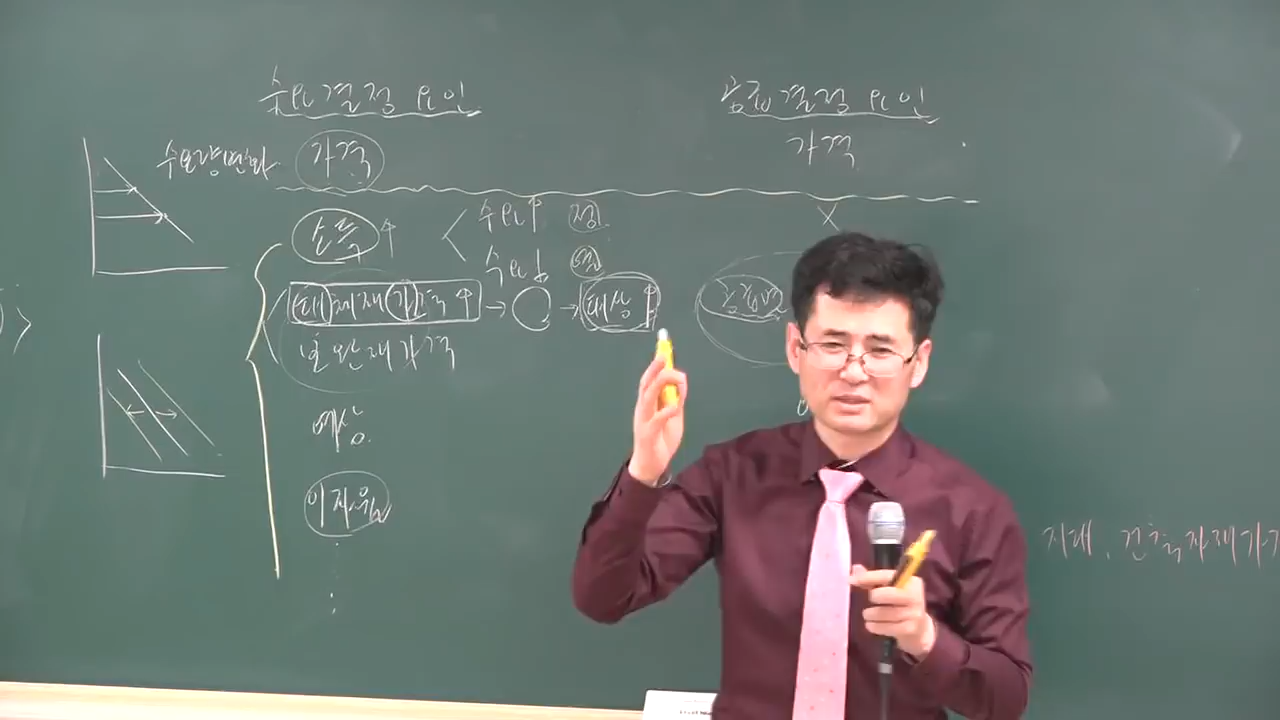 수요결정 요인
공급결정 요인
수요량변화 가격
가격
소득↑
수요↑ 정
X
수요↓ 열
대체재 가격↑ → ○ → 대상↑
보완재가격
예상
이자율
지대, 건축자재가